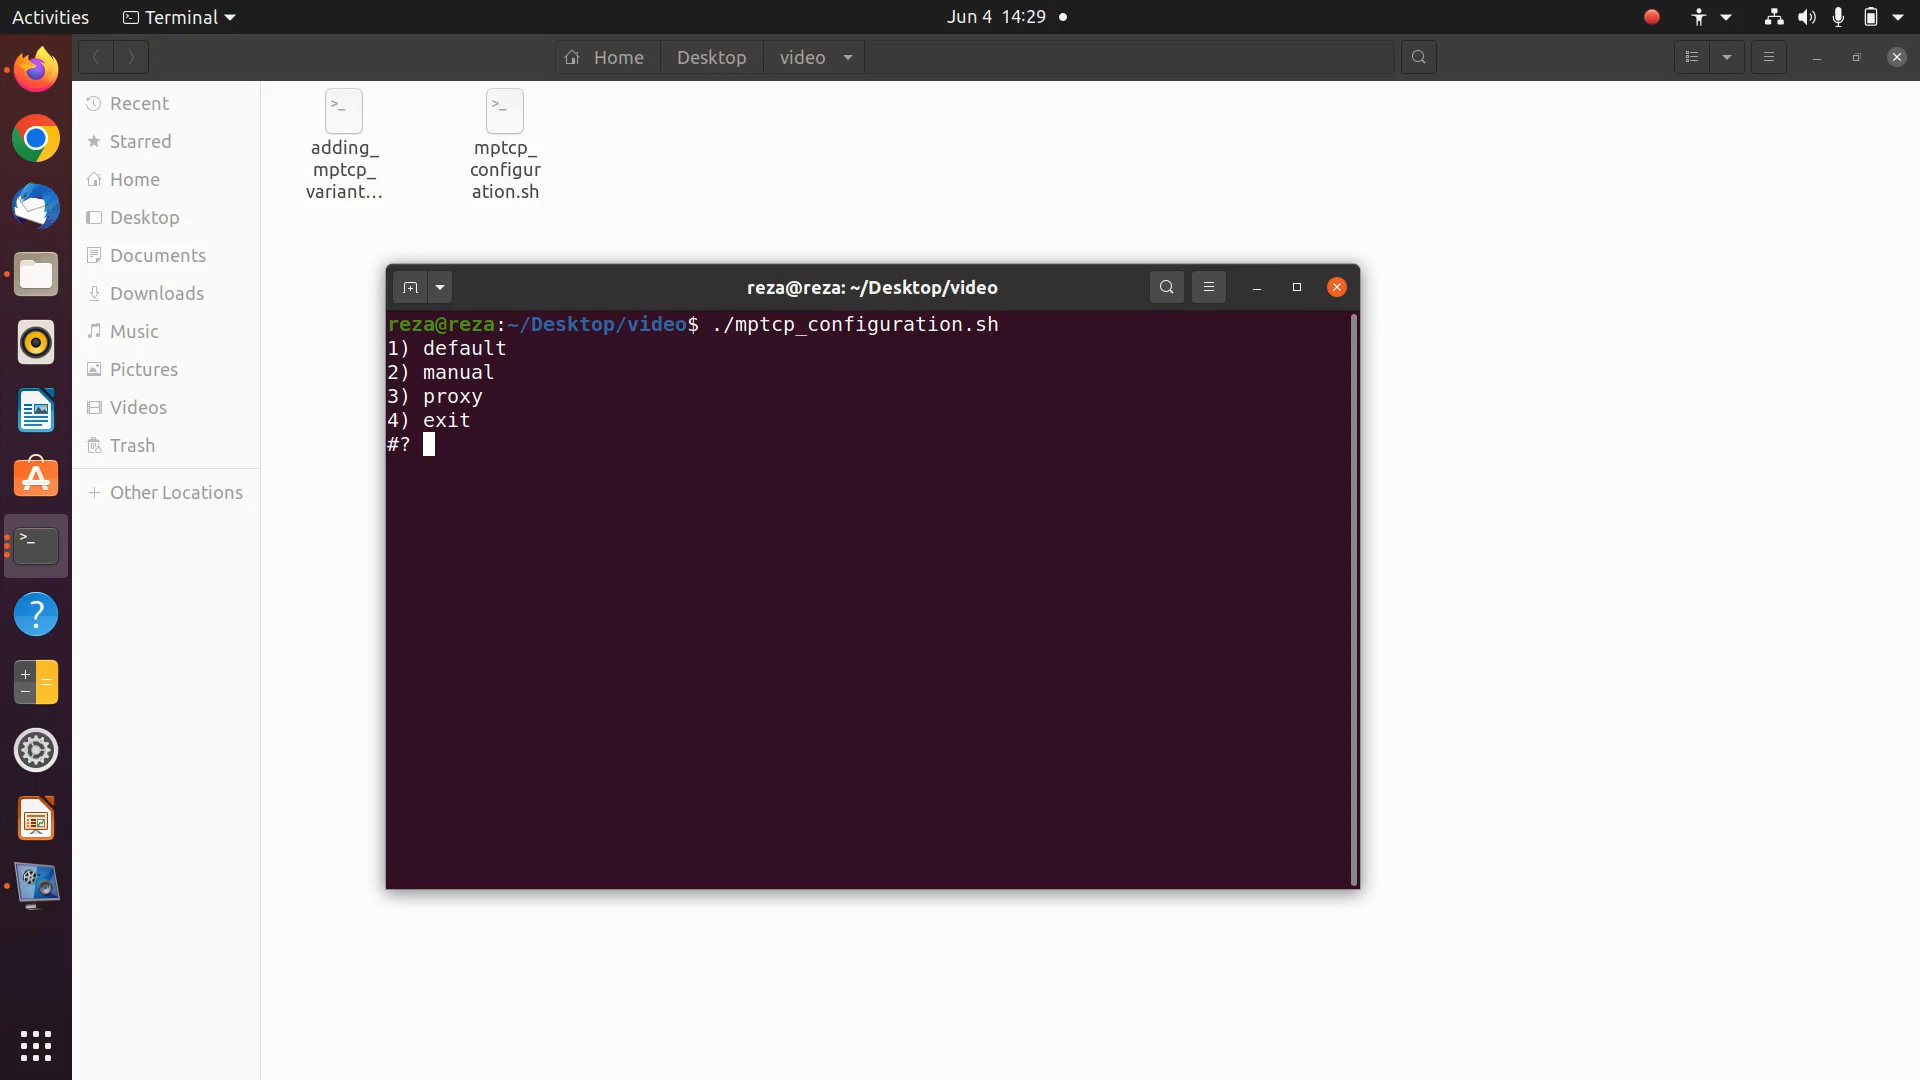 Activities
Terminal
Jun 4 14:29
Home
Desktop
video
Recent
Starred
Home
Desktop
Documents
Downloads
Music
Pictures
Videos
Trash
Other Locations
adding_
mptcp_
variant…
mptcp_
configur
ation.sh
reza@reza: ~/Desktop/video
reza@reza:~/Desktop/video$ ./mptcp_configuration.sh
1) default
2) manual
3) proxy
4) exit
#?